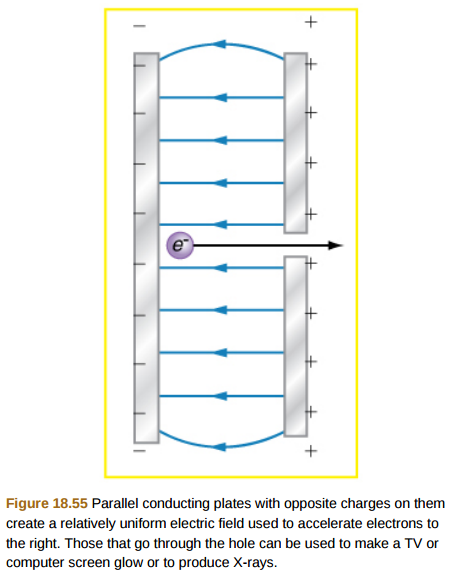 e⁻
Figure 18.55 Parallel conducting plates with opposite charges on them
create a relatively uniform electric field used to accelerate electrons to
the right. Those that go through the hole can be used to make a TV or
computer screen glow or to produce X-rays.